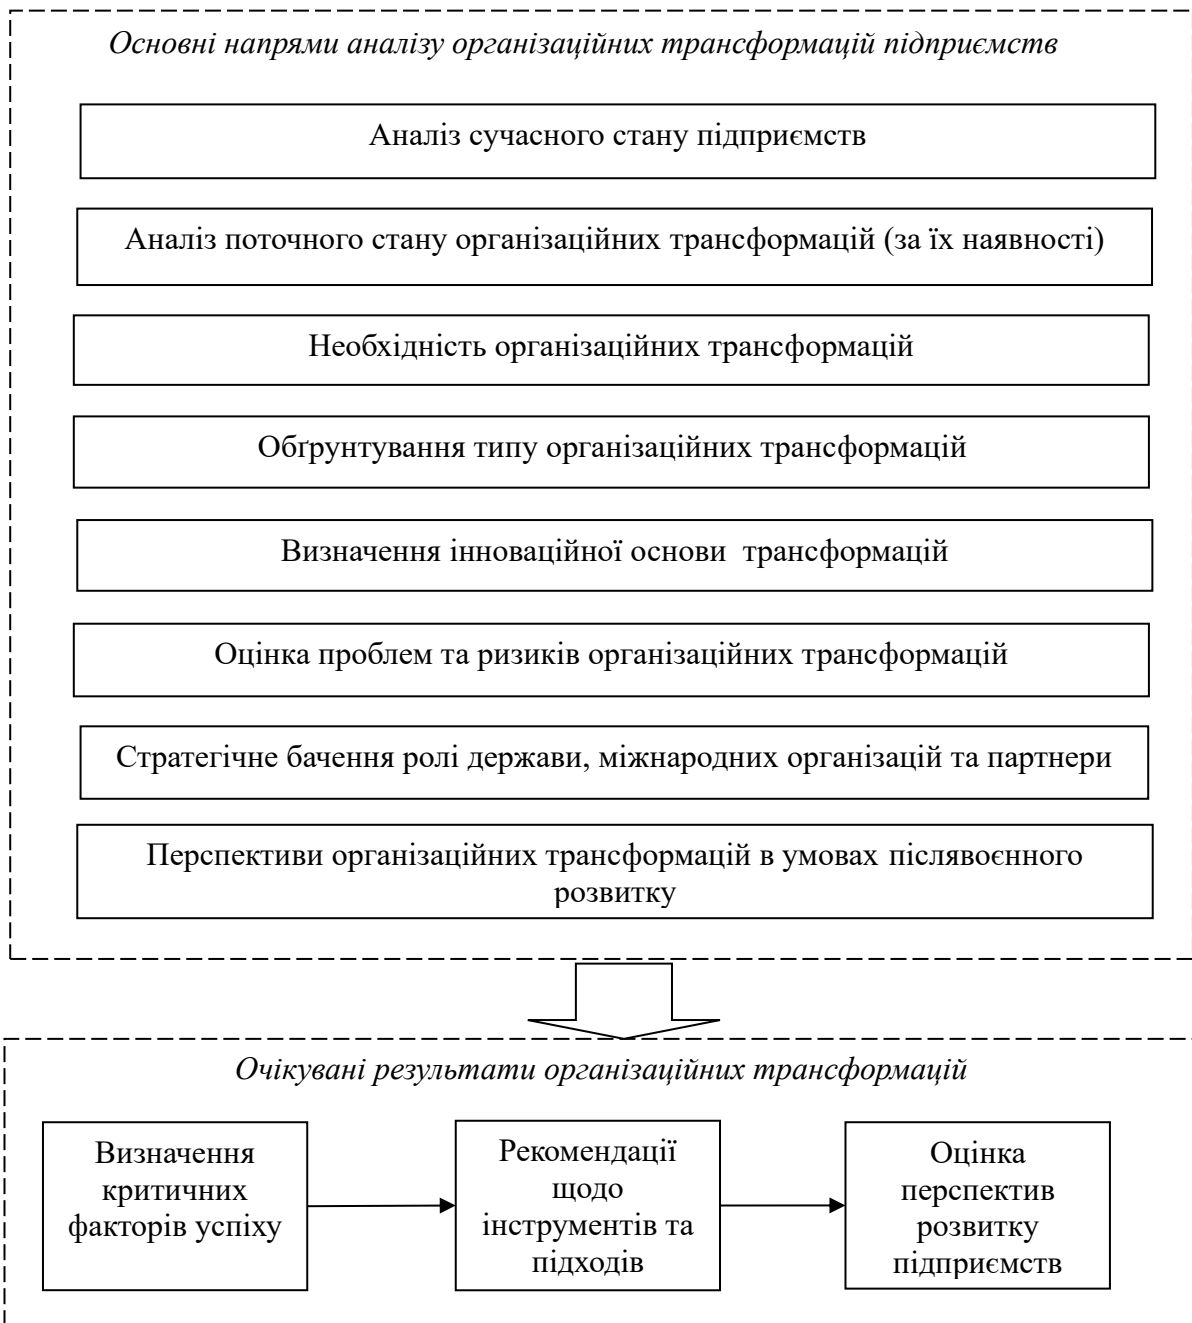 Основні напрями аналізу організаційних трансформацій підприємств
Аналіз сучасного стану підприємств
Аналіз поточного стану організаційних трансформацій (за їх наявності)
Необхідність організаційних трансформацій
Обґрунтування типу організаційних трансформацій
Визначення інноваційної основи  трансформацій
Оцінка проблем та ризиків організаційних трансформацій
Стратегічне бачення ролі держави, міжнародних організацій та партнери
Перспективи організаційних трансформацій в умовах післявоєнного
розвитку
Очікувані результати організаційних трансформацій
Визначення
критичних
факторів успіху
Рекомендації
щодо
інструментів та
підходів
Оцінка
перспектив
розвитку
підприємств